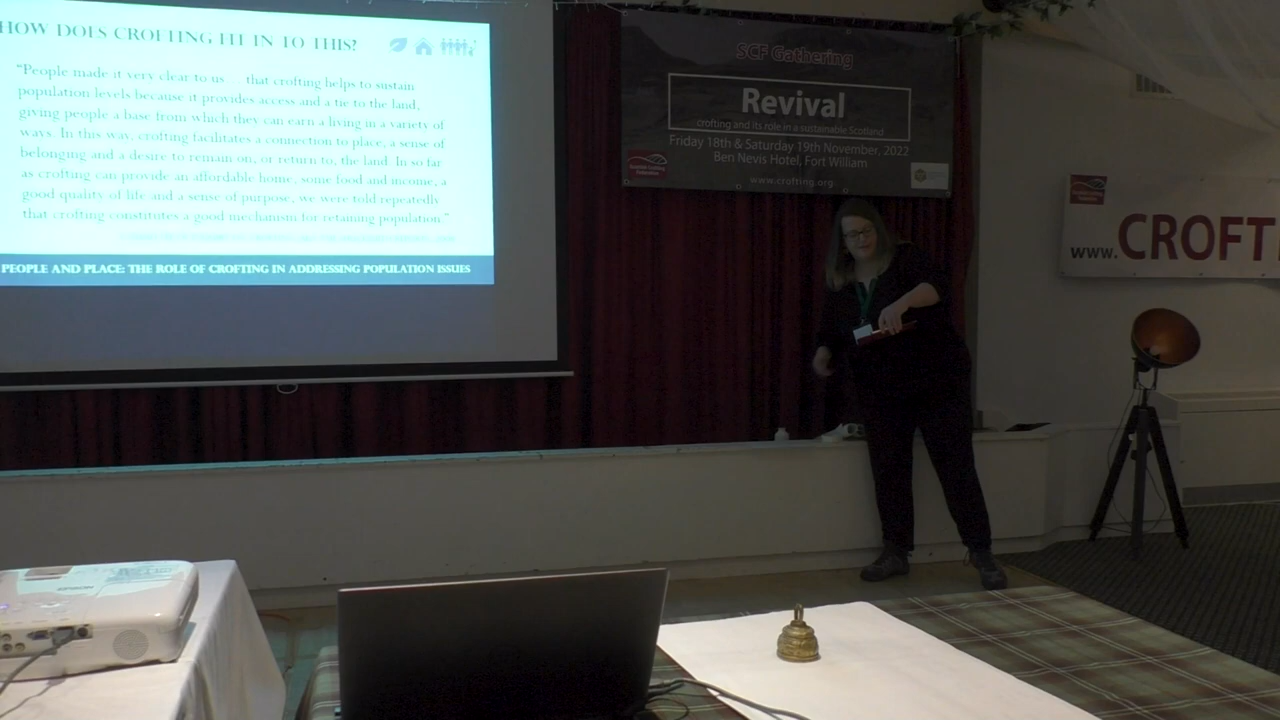 HOW DOES CROFTING FIT IN TO THIS?
“People made it very clear to us ... that crofting helps to sustain
population levels because it provides access and a tie to the land,
giving people a base from which they can earn a living in a variety of
ways. In this way, crofting facilitates a connection to place, a sense of
belonging and a desire to remain on, or return to, the land. In so far
as crofting can provide an affordable home, some food and income, a
good quality of life and a sense of purpose, we were told repeatedly
that crofting constitutes a good mechanism for retaining population.”
PEOPLE AND PLACE: THE ROLE OF CROFTING IN ADDRESSING POPULATION ISSUES
SCF Gathering
Revival
crofting and its role in a sustainable Scotland
Friday 18th & Saturday 19th November, 2022
Ben Nevis Hotel, Fort William
www.crofting.org
www.CROFT
EPSON